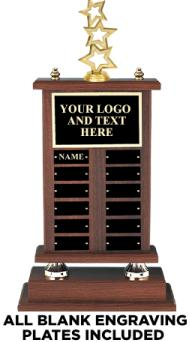 YOUR LOGO
AND TEXT
HERE
NAME
ALL BLANK ENGRAVING
PLATES INCLUDED